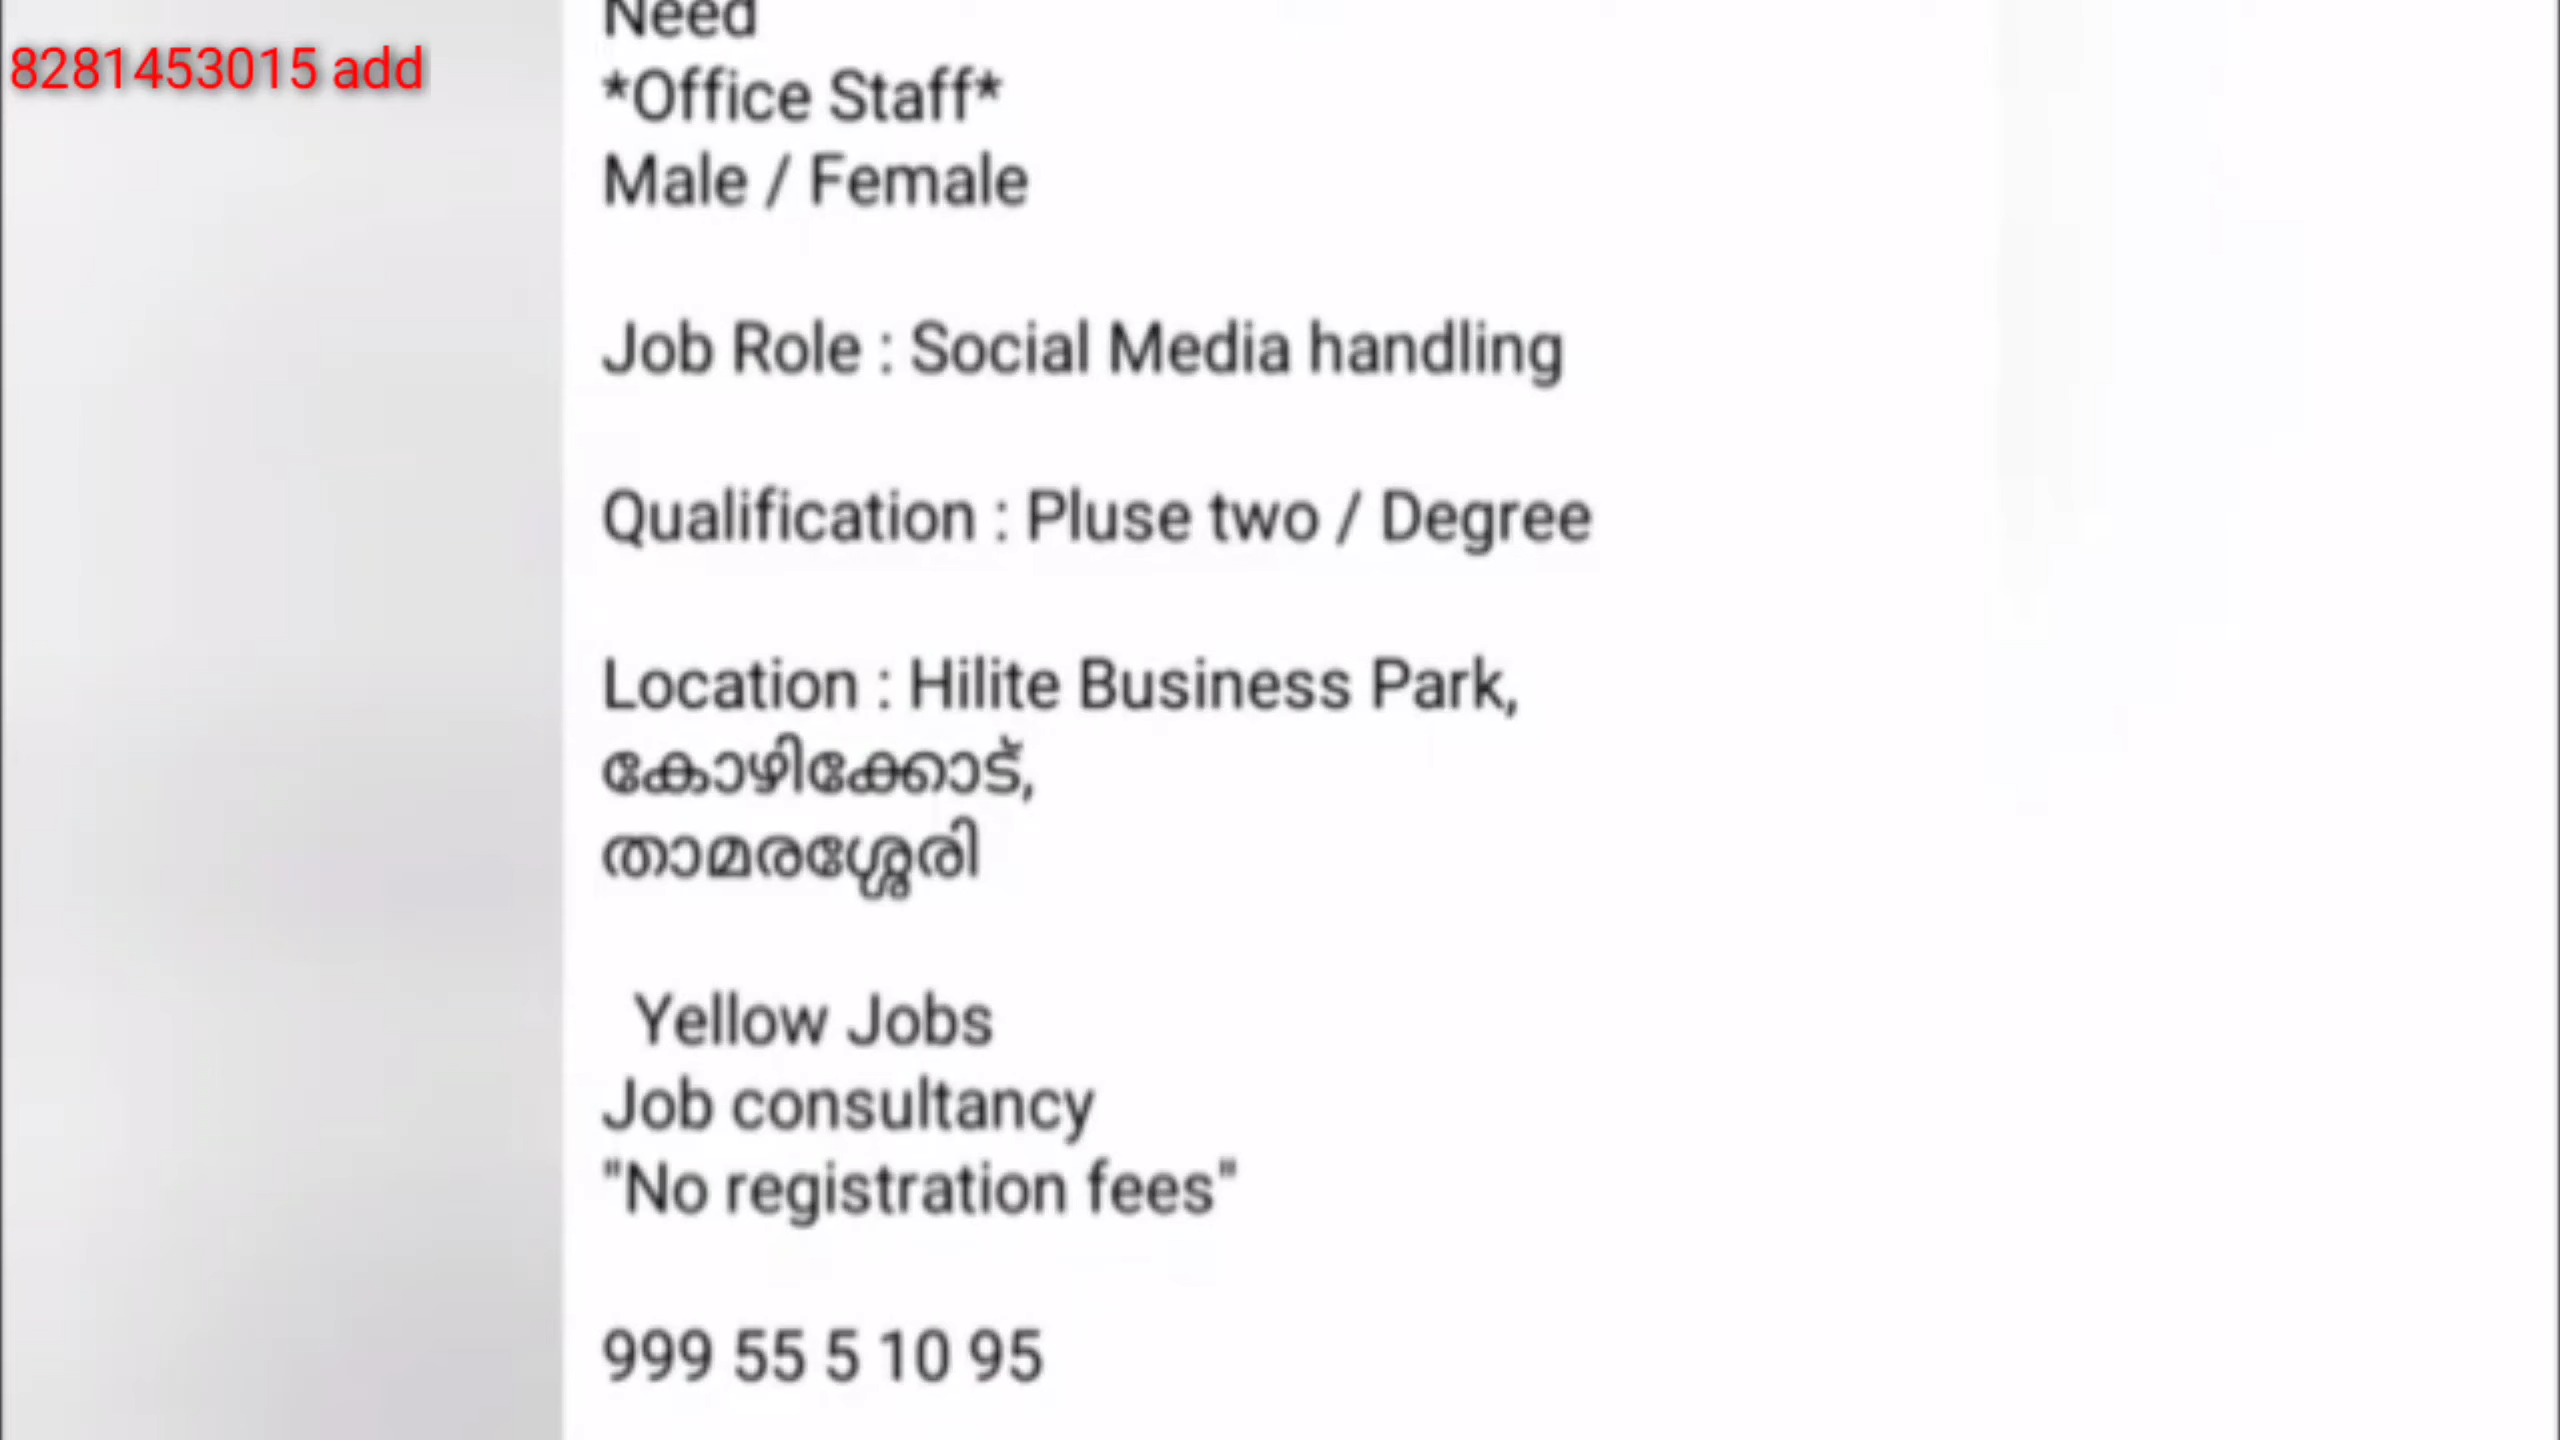 8281453015 add
Need
*Office Staff*
Male / Female
Job Role : Social Media handling
Qualification : Pluse two / Degree
Location : Hilite Business Park,
കോഴിക്കോട്,
താമരശ്ശേരി
Yellow Jobs
Job consultancy
"No registration fees"
999 55 5 10 95